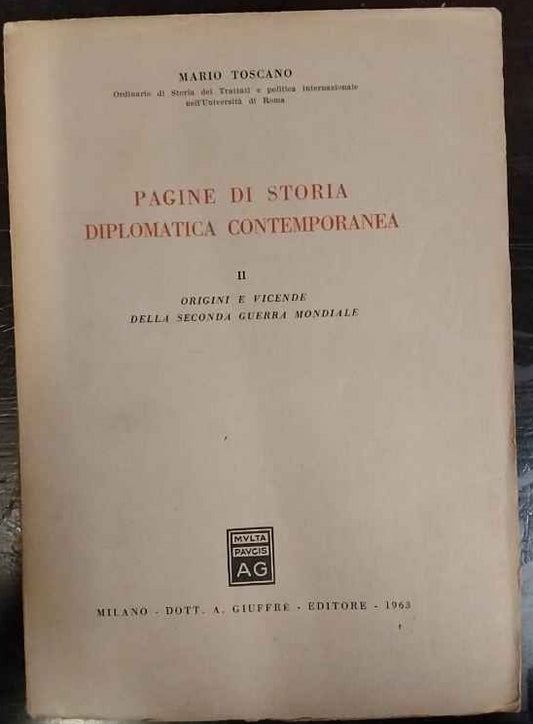 MARIO TOSCANO
Ordinario di Storia dei Trattati e politica internazionale
nell'Università di Roma
PAGINE DI STORIA
DIPLOMATICA CONTEMPORANEA
II
ORIGINI E VICENDE
DELLA SECONDA GUERRA MONDIALE
MVLTA
PAVCIS
AG
MILANO - DOTT. A. GIUFFRÈ - EDITORE - 1963